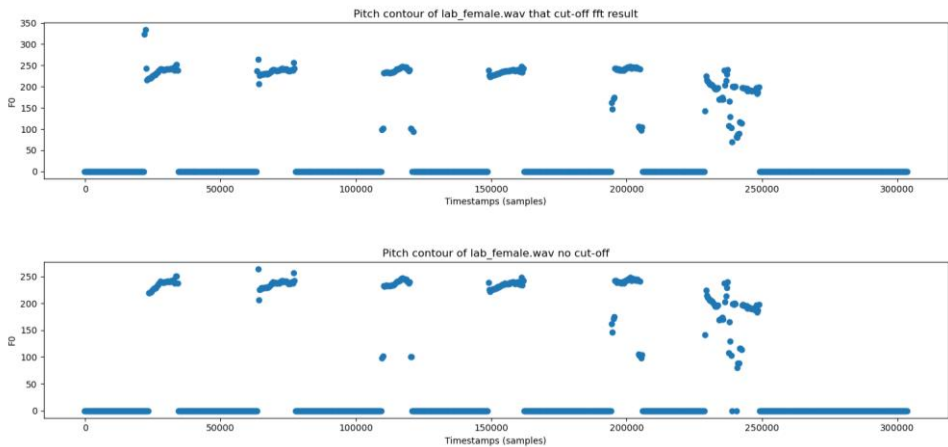 Pitch contour of lab_female.wav that cut-off fft result
350
300
250
200
150
100
50
0
F0
0 50000 100000 150000 200000 250000 300000
Timestamps (samples)
Pitch contour of lab_female.wav no cut-off
250
200
150
100
50
0
F0
0 50000 100000 150000 200000 250000 300000
Timestamps (samples)